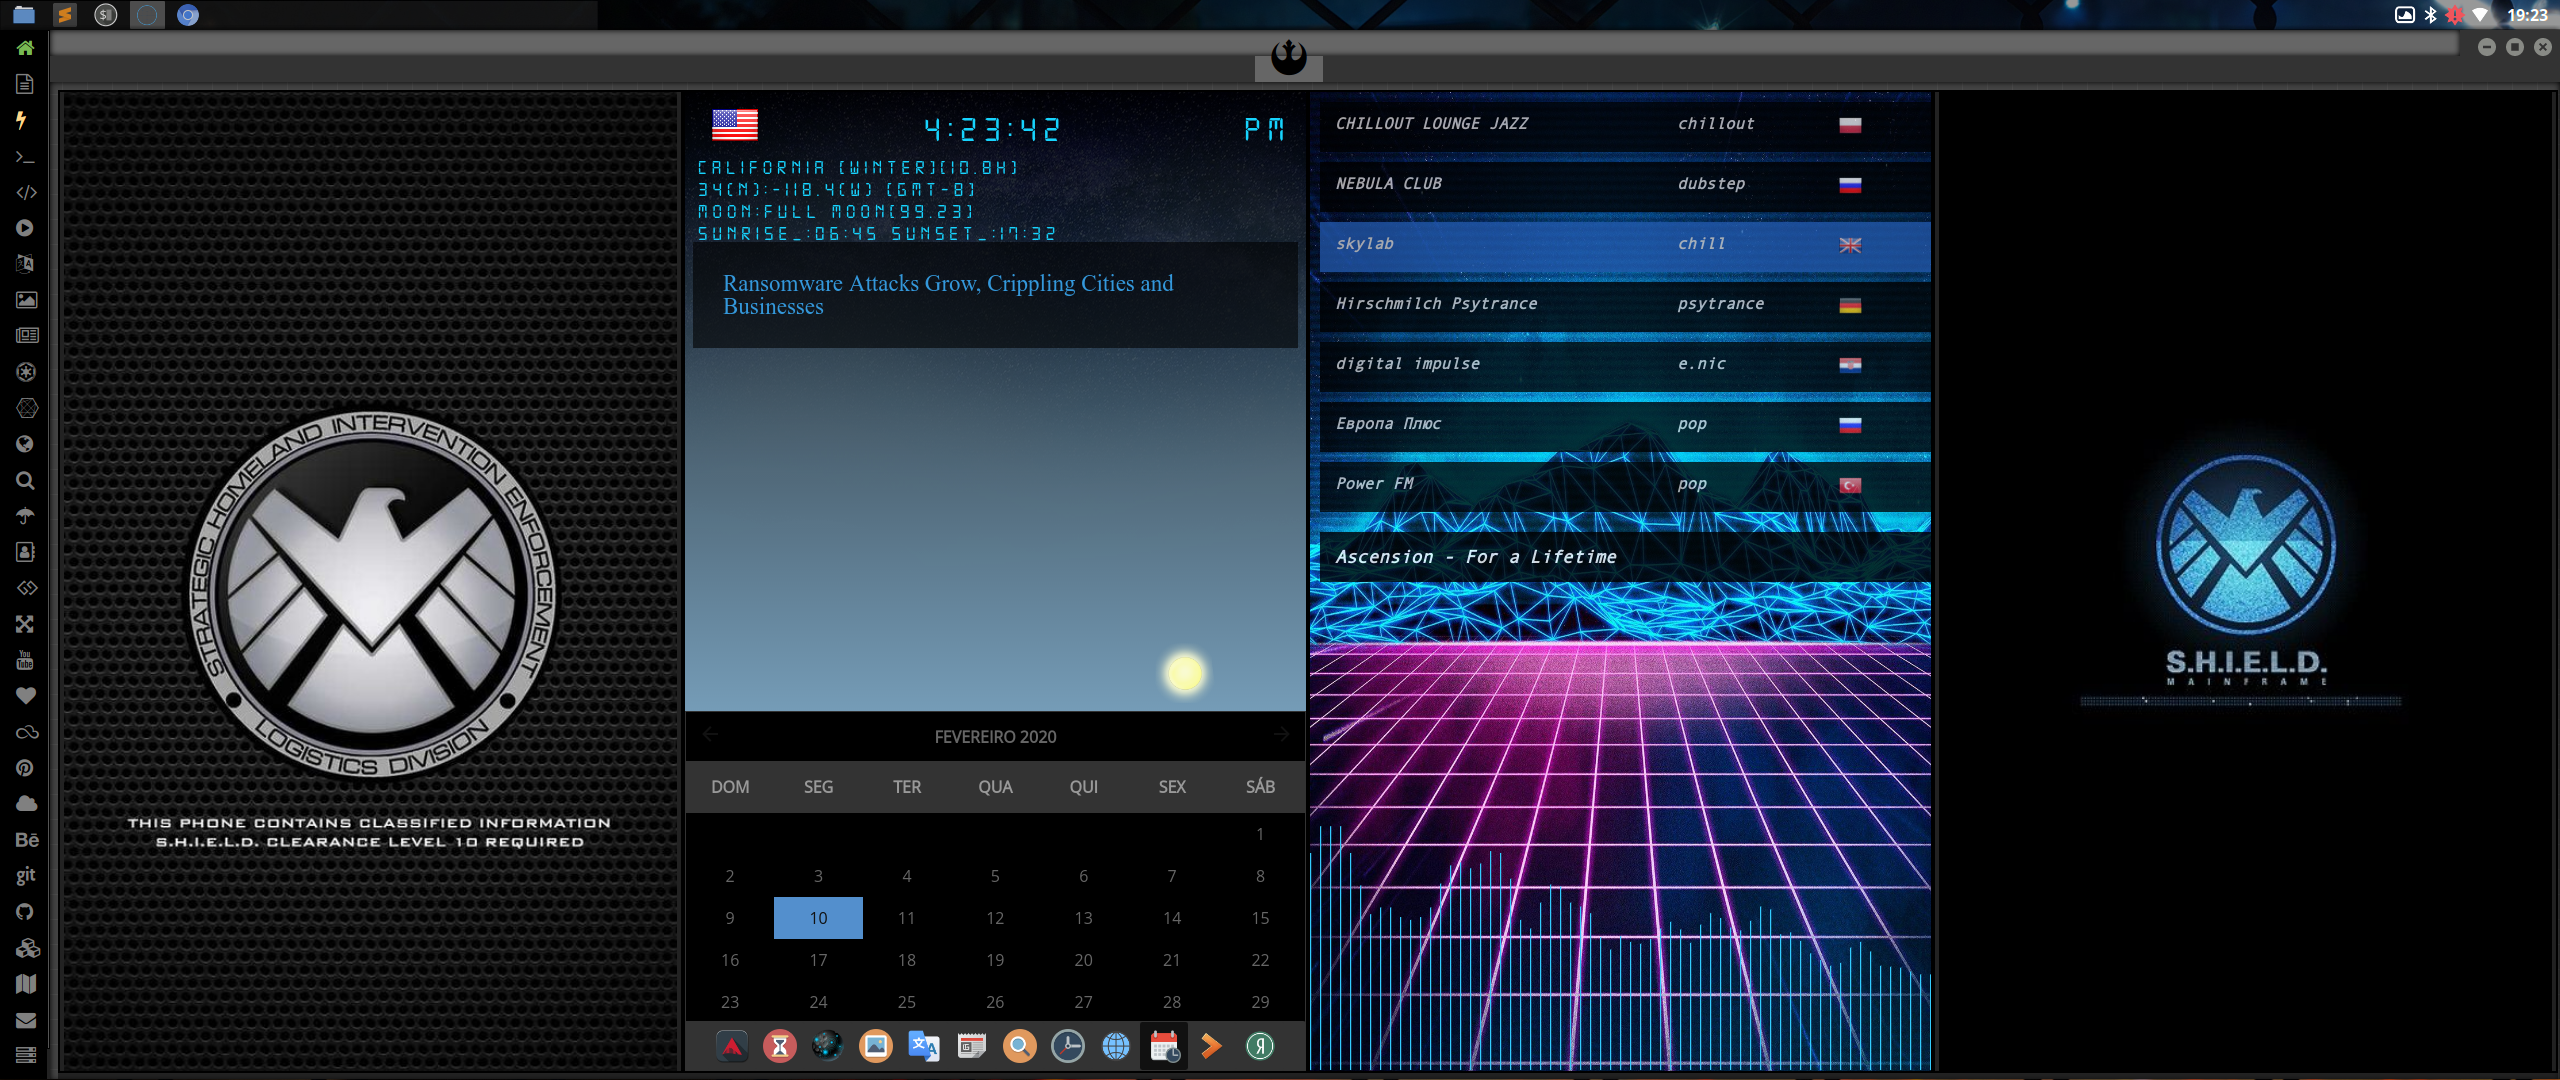 19:23
STRATEGIC HOMELAND INTERVENTION ENFORCEMENT
LOGISTICS DIVISION
THIS PHONE CONTAINS CLASSIFIED INFORMATION
S.H.I.E.L.D. CLEARANCE LEVEL 10 REQUIRED
4:23:42 PM
CALIFORNIA [WINTER][10.8H]
34[N]:-118.4[W] [GMT-8]
MOON:FULL MOON[99.23]
SUNRISE_:06:45 SUNSET_:17:32
Ransomware Attacks Grow, Crippling Cities and
Businesses
FEVEREIRO 2020
DOM SEG TER QUA QUI SEX SÁB
1
2 3 4 5 6 7 8
9 10 11 12 13 14 15
16 17 18 19 20 21 22
23 24 25 26 27 28 29
CHILLOUT LOUNGE JAZZ chillout
NEBULA CLUB dubstep
skylab chill
Hirschmilch Psytrance psytrance
digital impulse e.nic
Европа Плюс pop
Power FM pop
Ascension - For a Lifetime
S.H.I.E.L.D.
MAINFRAME
You
Tube
Bē
git